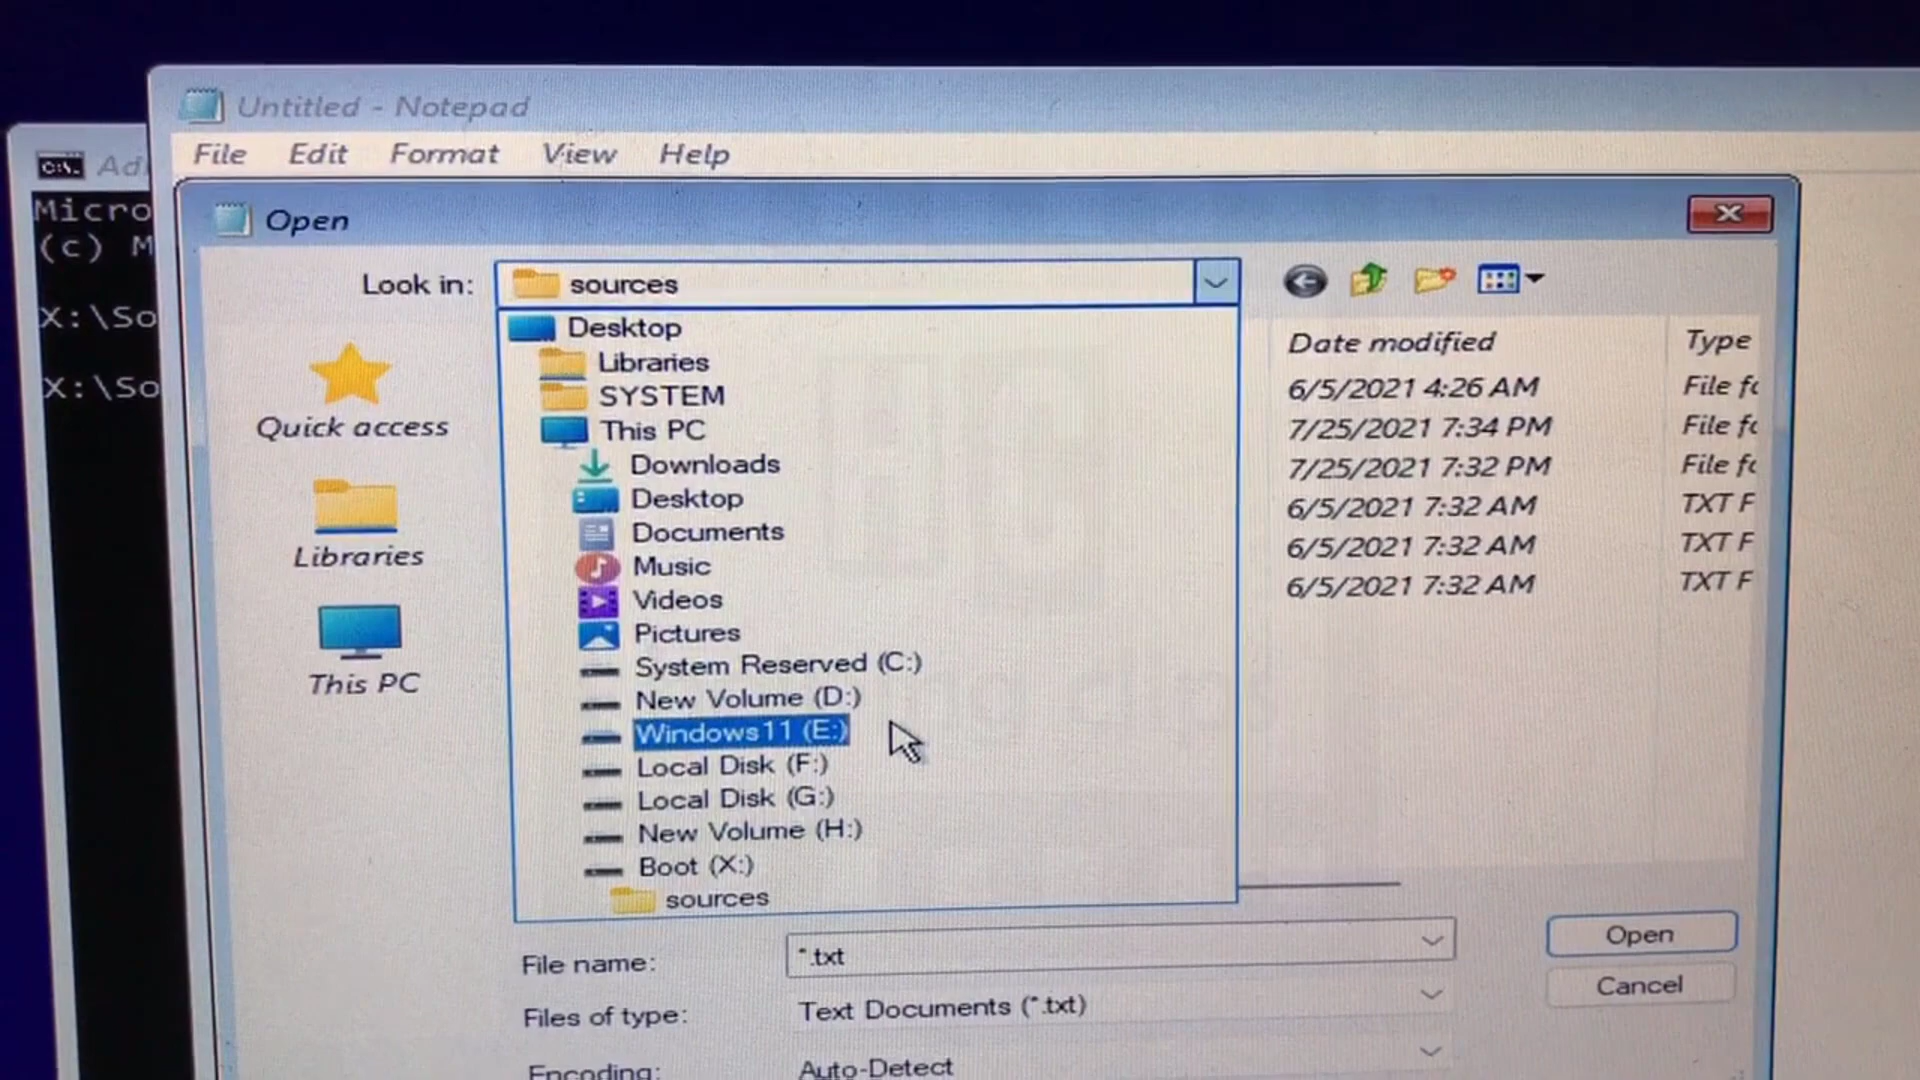 Untitled - Notepad
File Edit Format View Help
Micro
(c) M
X:\So
X:\So
Open
Look in: sources
Quick access
Libraries
This PC
Desktop
Libraries
SYSTEM
This PC
Downloads
Desktop
Documents
Music
Videos
Pictures
System Reserved (C:)
New Volume (D:)
Windows11 (E:)
Local Disk (F:)
Local Disk (G:)
New Volume (H:)
Boot (X:)
sources
Date modified Type
6/5/2021 4:26 AM File fo
7/25/2021 7:34 PM File fo
7/25/2021 7:32 PM File fo
6/5/2021 7:32 AM TXT F
6/5/2021 7:32 AM TXT F
6/5/2021 7:32 AM TXT F
File name: *.txt Open
Files of type: Text Documents (*.txt) Cancel
Encoding: Auto-Detect